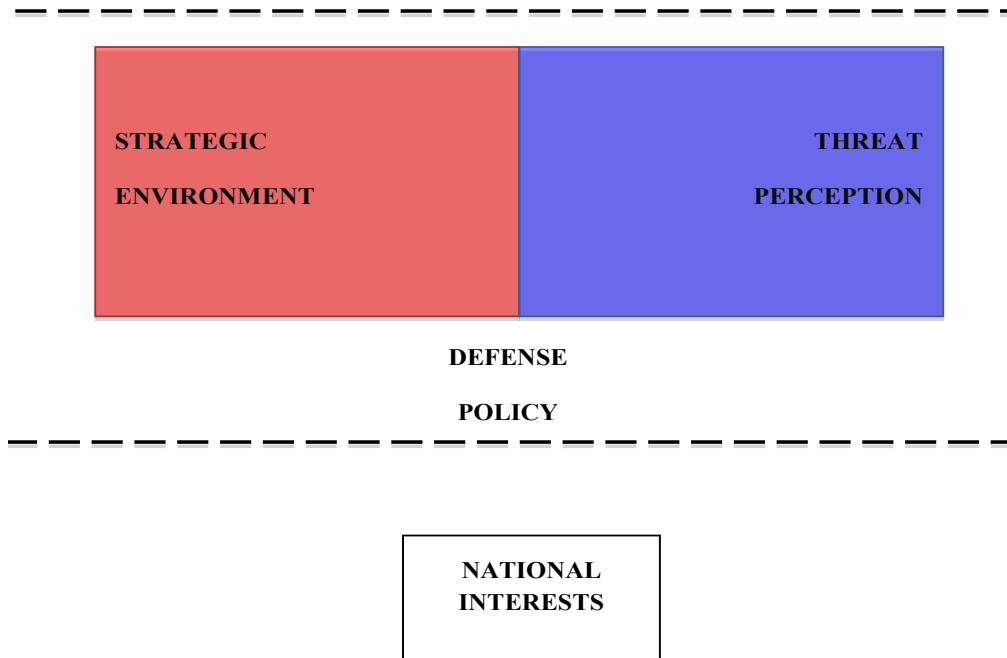 STRATEGIC
ENVIRONMENT
THREAT
PERCEPTION
DEFENSE
POLICY
NATIONAL
INTERESTS